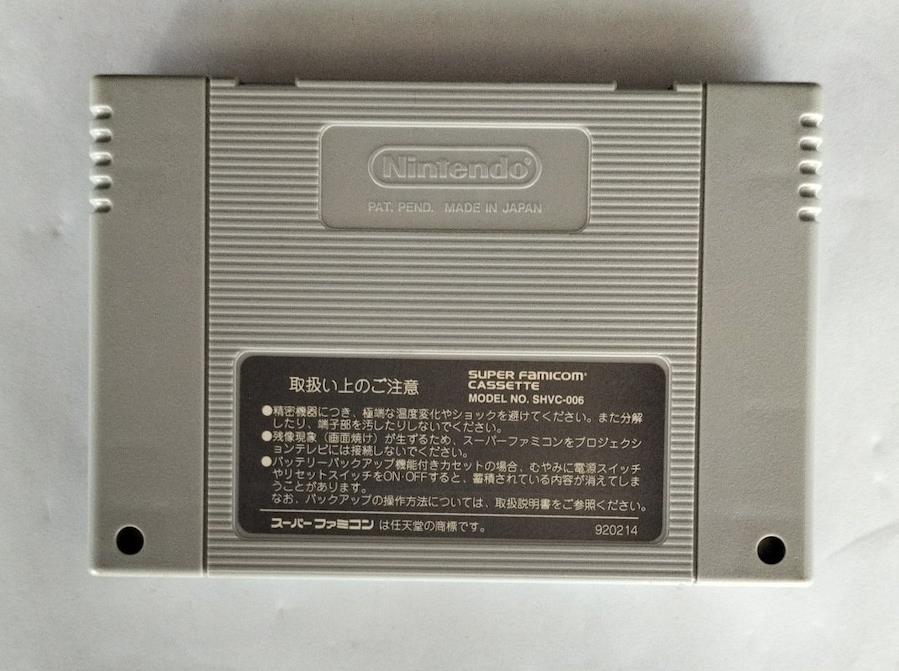 Nintendo®
PAT. PEND. MADE IN JAPAN
取扱い上のご注意
SUPER FAMICOM®
CASSETTE
MODEL NO. SHVC-006
●精密機器につき、極端な温度変化やショックを避けてください。また分解
したり、端子部を汚したりしないでください。
●残像現象（画面焼け）が生ずるため、スーパーファミコンをプロジェクシ
ョンテレビには接続しないでください。
●バッテリーバックアップ機能付きカセットの場合、むやみに電源スイッチ
やリセットスイッチをON・OFFすると、蓄積されている内容が消えてしま
うことがあります。
なお、バックアップの操作方法については、取扱説明書をご参照ください。
スーパーファミコン は任天堂の商標です。
920214